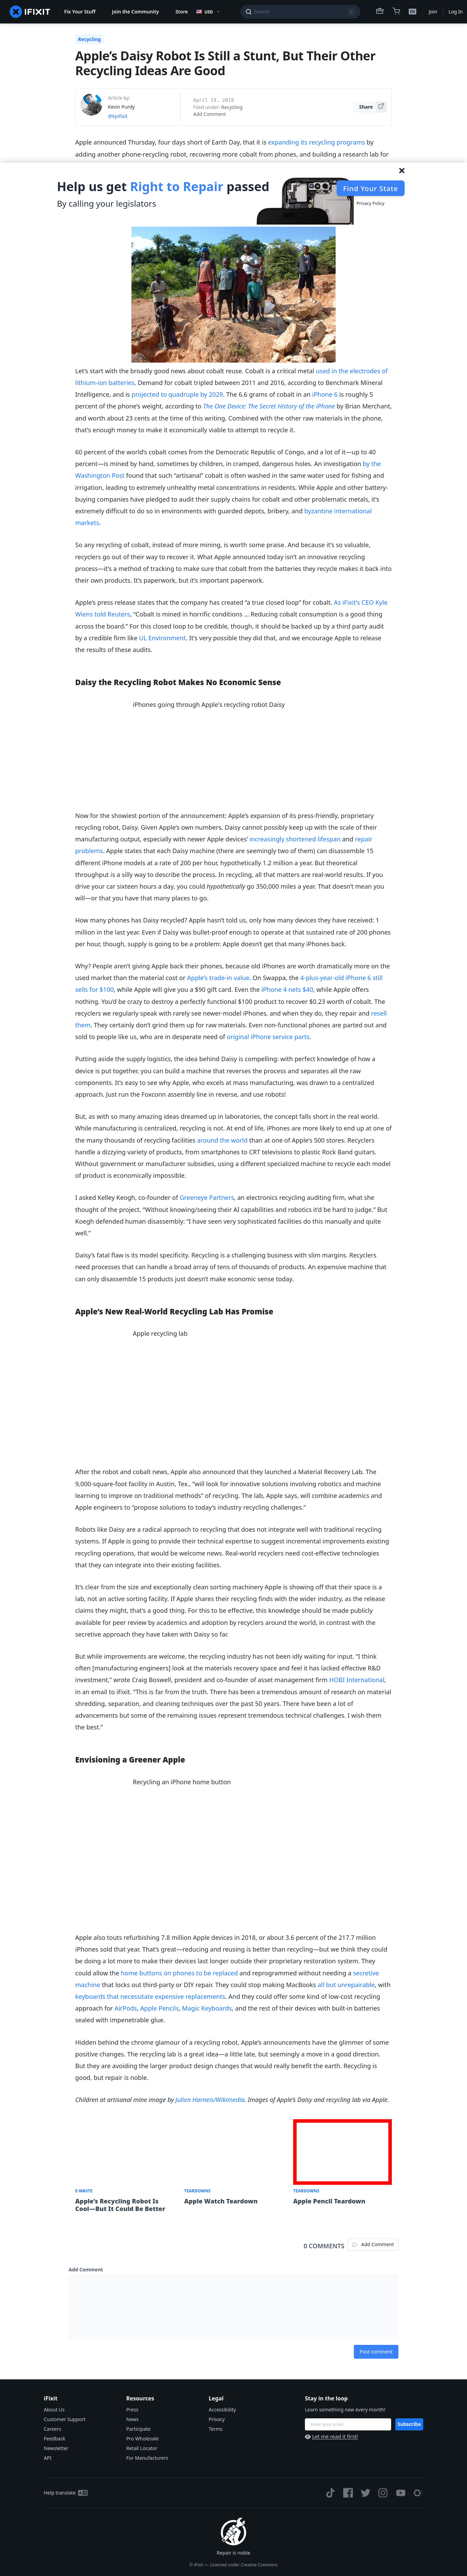 IFIXIT
Fix Your Stuff
Join the Community
Store
USD
Search
/
EN
Join
Log In
Recycling
Apple’s Daisy Robot Is Still a Stunt, But Their Other
Recycling Ideas Are Good
Article by:
Kevin Purdy
@kpifixit
April 19, 2019
Filed under: Recycling
Add Comment
Share
Apple announced Thursday, four days short of Earth Day, that it is expanding its recycling programs by
adding another phone-recycling robot, recovering more cobalt from phones, and building a research lab for
Help us get Right to Repair passed
By calling your legislators
Find Your State
Privacy Policy
Let’s start with the broadly good news about cobalt reuse. Cobalt is a critical metal used in the electrodes of
lithium-ion batteries. Demand for cobalt tripled between 2011 and 2016, according to Benchmark Mineral
Intelligence, and is projected to quadruple by 2029. The 6.6 grams of cobalt in an iPhone 6 is roughly 5
percent of the phone’s weight, according to The One Device: The Secret History of the iPhone by Brian Merchant,
and worth about 23 cents at the time of this writing. Combined with the other raw materials in the phone,
that’s enough money to make it economically viable to attempt to recycle it.
60 percent of the world’s cobalt comes from the Democratic Republic of Congo, and a lot of it—up to 40
percent—is mined by hand, sometimes by children, in cramped, dangerous holes. An investigation by the
Washington Post found that such “artisanal” cobalt is often washed in the same water used for fishing and
irrigation, leading to extremely unhealthy metal concentrations in residents. While Apple and other battery-
buying companies have pledged to audit their supply chains for cobalt and other problematic metals, it’s
extremely difficult to do so in environments with guarded depots, bribery, and byzantine international
markets.
So any recycling of cobalt, instead of more mining, is worth some praise. And because it’s so valuable,
recyclers go out of their way to recover it. What Apple announced today isn’t an innovative recycling
process—it’s a method of tracking to make sure that cobalt from the batteries they recycle makes it back into
their own products. It’s paperwork, but it’s important paperwork.
Apple’s press release states that the company has created “a true closed loop” for cobalt. As iFixit’s CEO Kyle
Wiens told Reuters, “Cobalt is mined in horrific conditions … Reducing cobalt consumption is a good thing
across the board.” For this closed loop to be credible, though, it should be backed up by a third party audit
by a credible firm like UL Environment. It’s very possible they did that, and we encourage Apple to release
the results of these audits.
Daisy the Recycling Robot Makes No Economic Sense
iPhones going through Apple's recycling robot Daisy
Now for the showiest portion of the announcement: Apple’s expansion of its press-friendly, proprietary
recycling robot, Daisy. Given Apple’s own numbers, Daisy cannot possibly keep up with the scale of their
manufacturing output, especially with newer Apple devices’ increasingly shortened lifespan and repair
problems. Apple states that each Daisy machine (there are seemingly two of them) can disassemble 15
different iPhone models at a rate of 200 per hour, hypothetically 1.2 million a year. But theoretical
throughput is a silly way to describe the process. In recycling, all that matters are real-world results. If you
drive your car sixteen hours a day, you could hypothetically go 350,000 miles a year. That doesn’t mean you
will—or that you have that many places to go.
How many phones has Daisy recycled? Apple hasn’t told us, only how many devices they have received: 1
million in the last year. Even if Daisy was bullet-proof enough to operate at that sustained rate of 200 phones
per hour, though, supply is going to be a problem: Apple doesn’t get that many iPhones back.
Why? People aren’t giving Apple back their phones, because old iPhones are worth dramatically more on the
used market than the material cost or Apple’s trade-in value. On Swappa, the 4-plus-year-old iPhone 6 still
sells for $100, while Apple will give you a $90 gift card. Even the iPhone 4 nets $40, while Apple offers
nothing. You’d be crazy to destroy a perfectly functional $100 phone to recover $0.23 worth of cobalt. The
recyclers we regularly speak with rarely see newer-model iPhones, and when they do, they repair and resell
them. They certainly don’t grind them up for raw materials. Even non-functional phones are parted out and
sold to people like us, who are in desperate need of original iPhone service parts.
Putting aside the supply logistics, the idea behind Daisy is compelling: with perfect knowledge of how a
device is put together, you can build a machine that reverses the process and separates all the raw
components. It’s easy to see why Apple, who excels at mass manufacturing, was drawn to a centralized
approach. Just run the Foxconn assembly line in reverse, and use robots!
But, as with so many amazing ideas dreamed up in laboratories, the concept falls short in the real world.
While manufacturing is centralized, recycling is not. At end of life, iPhones are more likely to end up at one of
the many thousands of recycling facilities around the world than at one of Apple’s 500 stores. Recyclers
handle a dizzying variety of products, from smartphones to CRT televisions to plastic Rock Band guitars.
Without government or manufacturer subsidies, using a different specialized machine to recycle each model
of product is economically impossible.
I asked Kelley Keogh, co-founder of Greeneye Partners, an electronics recycling auditing firm, what she
thought of the project. “Without knowing/seeing their AI capabilities and robotics it’d be hard to judge.” But
Koegh defended human disassembly: “I have seen very sophisticated facilities do this manually and quite
well.”
Daisy’s fatal flaw is its model specificity. Recycling is a challenging business with slim margins. Recyclers
need processes that can handle a broad array of tens of thousands of products. An expensive machine that
can only disassemble 15 products just doesn’t make economic sense today.
Apple’s New Real-World Recycling Lab Has Promise
Apple recycling lab
After the robot and cobalt news, Apple also announced that they launched a Material Recovery Lab. The
9,000-square-foot facility in Austin, Tex., “will look for innovative solutions involving robotics and machine
learning to improve on traditional methods” of recycling. The lab, Apple says, will combine academics and
Apple engineers to “propose solutions to today’s industry recycling challenges.”
Robots like Daisy are a radical approach to recycling that does not integrate well with traditional recycling
systems. If Apple is going to provide their technical expertise to suggest incremental improvements existing
recycling operations, that would be welcome news. Real-world recyclers need cost-effective technologies
that they can integrate into their existing facilities.
It’s clear from the size and exceptionally clean sorting machinery Apple is showing off that their space is a
lab, not an active sorting facility. If Apple shares their recycling finds with the wider industry, as the release
claims they might, that’s a good thing. For this to be effective, this knowledge should be made publicly
available for peer review by academics and adoption by recyclers around the world, in contrast with the
secretive approach they have taken with Daisy so far.
But while improvements are welcome, the recycling industry has not been idly waiting for input. “I think
often [manufacturing engineers] look at the materials recovery space and feel it has lacked effective R&D
investment,” wrote Craig Boswell, president and co-founder of asset management firm HOBI International,
in an email to iFixit. “This is far from the truth. There has been a tremendous amount of research on material
shredding, separation, and cleaning techniques over the past 50 years. There have been a lot of
advancements but some of the remaining issues represent tremendous technical challenges. I wish them
the best.”
Envisioning a Greener Apple
Recycling an iPhone home button
Apple also touts refurbishing 7.8 million Apple devices in 2018, or about 3.6 percent of the 217.7 million
iPhones sold that year. That’s great—reducing and reusing is better than recycling—but we think they could
be doing a lot more to make their devices last longer outside their proprietary restoration system. They
could allow the home buttons on phones to be replaced and reprogrammed without needing a secretive
machine that locks out third-party or DIY repair. They could stop making MacBooks all but unrepairable, with
keyboards that necessitate expensive replacements. And they could offer some kind of low-cost recycling
approach for AirPods, Apple Pencils, Magic Keyboards, and the rest of their devices with built-in batteries
sealed with impenetrable glue.
Hidden behind the chrome glamour of a recycling robot, Apple’s announcements have the glimmer of some
positive changes. The recycling lab is a great idea—a little late, but seemingly a move in a good direction.
But they are avoiding the larger product design changes that would really benefit the earth. Recycling is
good, but repair is noble.
Children at artisanal mine image by Julien Harneis/Wikimedia. Images of Apple’s Daisy and recycling lab via Apple.
E-WASTE
Apple’s Recycling Robot Is
Cool—But It Could Be Better
TEARDOWNS
Apple Watch Teardown
TEARDOWNS
Apple Pencil Teardown
0 COMMENTS
Add Comment
Add Comment
Post comment
iFixit
About Us
Customer Support
Careers
Feedback
Newsletter
API
Resources
Press
News
Participate
Pro Wholesale
Retail Locator
For Manufacturers
Legal
Accessibility
Privacy
Terms
Stay in the loop
Learn something new every month!
Enter your email
Subscribe
Let me read it first!
Help translate
Repair is noble
© iFixit — Licensed under Creative Commons